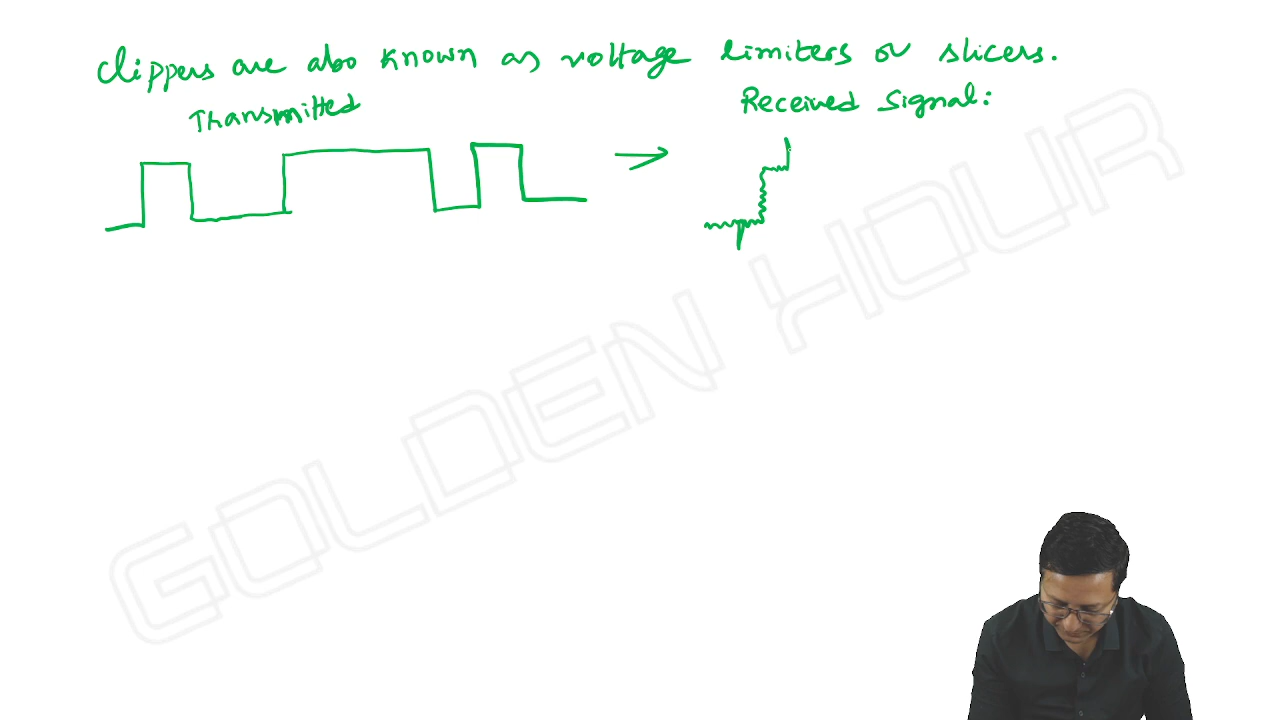 Clippers are also known as voltage limiters or slicers.
Transmitted
Received Signal:
GOLDEN HOUR